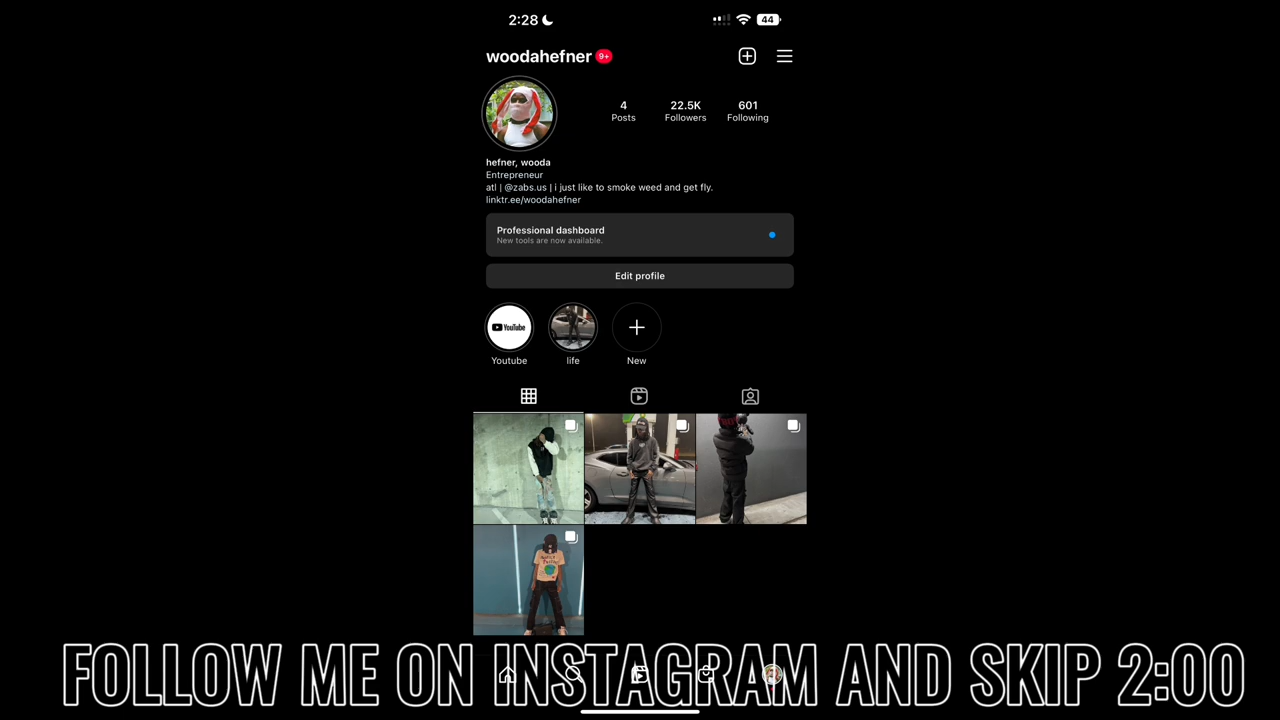 2:28
44
woodahefner 9+
4
Posts
22.5K
Followers
601
Following
hefner, wooda
Entrepreneur
atl | @zabs.us | i just like to smoke weed and get fly.
linktr.ee/woodahefner
Professional dashboard
New tools are now available.
Edit profile
YouTube
Youtube
life
New
FOLLOW ME ON INSTAGRAM AND SKIP 2:00